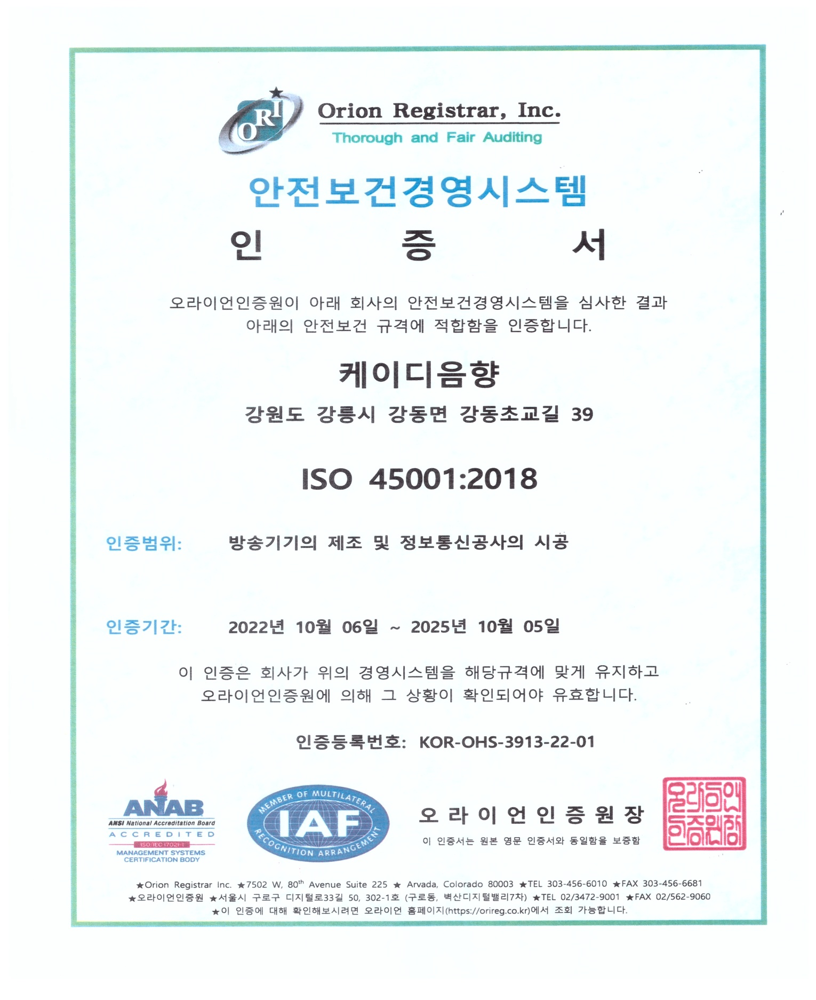 ORI
Orion Registrar, Inc.
Thorough and Fair Auditing
안전보건경영시스템
인 증 서
오라이언인증원이 아래 회사의 안전보건경영시스템을 심사한 결과
아래의 안전보건 규격에 적합함을 인증합니다.
케이디음향
강원도 강릉시 강동면 강동초교길 39
ISO 45001:2018
인증범위: 방송기기의 제조 및 정보통신공사의 시공
인증기간: 2022년 10월 06일 ~ 2025년 10월 05일
이 인증은 회사가 위의 경영시스템을 해당규격에 맞게 유지하고
오라이언인증원에 의해 그 상황이 확인되어야 유효합니다.
인증등록번호: KOR-OHS-3913-22-01
ANAB
ANSI National Accreditation Board
ACCREDITED
ISO/IEC 17021-1
MANAGEMENT SYSTEMS
CERTIFICATION BODY
MEMBER OF MULTILATERAL
IAF
RECOGNITION ARRANGEMENT
오라이언인증원장
이 인증서는 원본 영문 인증서와 동일함을 보증함
★Orion Registrar Inc. ★7502 W, 80th Avenue Suite 225 ★ Arvada, Colorado 80003 ★TEL 303-456-6010 ★FAX 303-456-6681
★오라이언인증원 ★서울시 구로구 디지털로33길 50, 302-1호 (구로동, 벽산디지털밸리7차) ★TEL 02/3472-9001 ★FAX 02/562-9060
★이 인증에 대해 확인해보시려면 오라이언 홈페이지(https://orireg.co.kr)에서 조회 가능합니다.